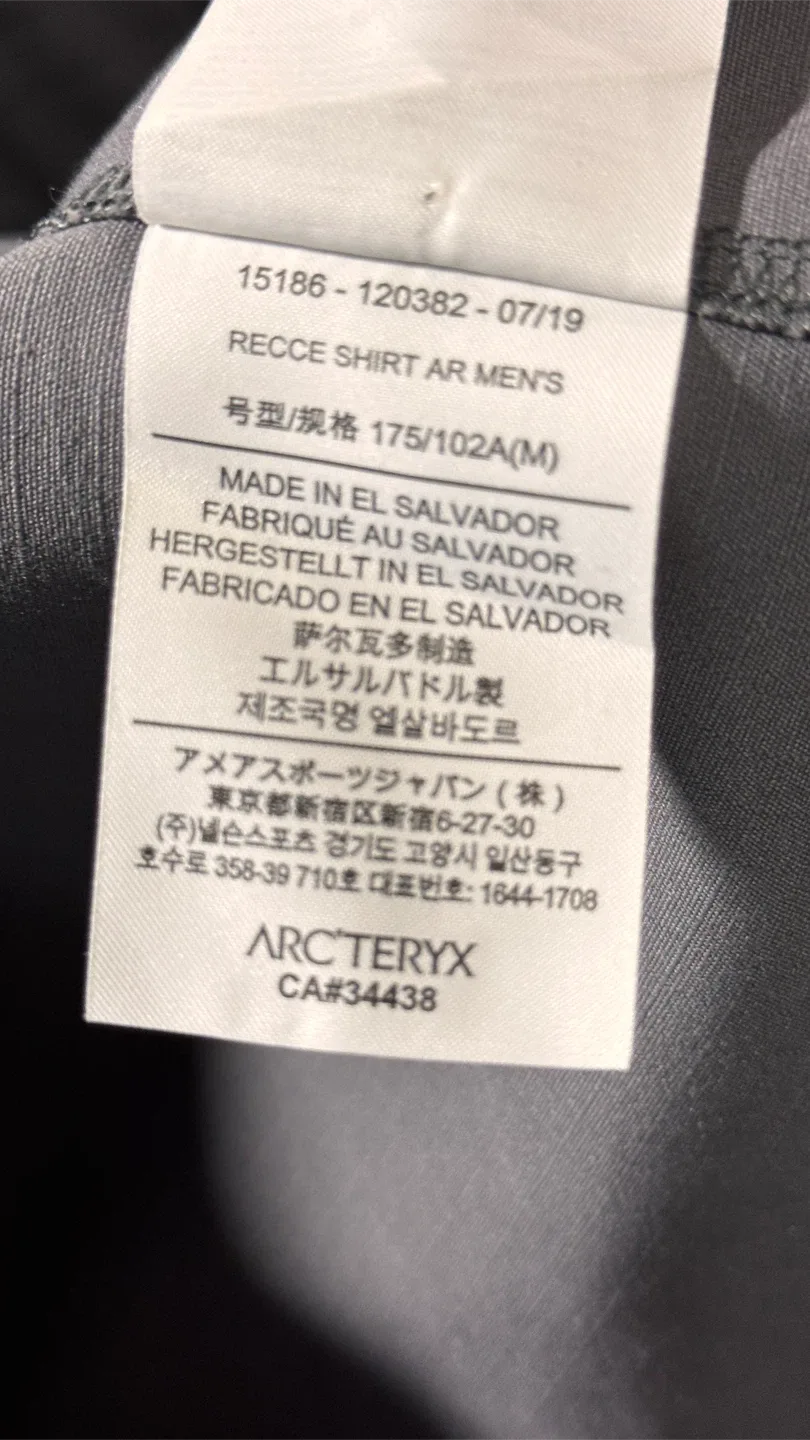 15186 - 120382 - 07/19
RECCE SHIRT AR MEN'S
号型/规格 175/102A(M)
MADE IN EL SALVADOR
FABRIQUÉ AU SALVADOR
HERGESTELLT IN EL SALVADOR
FABRICADO EN EL SALVADOR
萨尔瓦多制造
エルサルバドル製
제조국명 엘살바도르
アメアスポーツジャパン(株)
東京都新宿区新宿6-27-30
(주)넬슨스포츠 경기도 고양시 일산동구
호수로 358-39 710호 대표번호: 1644-1708
ARC'TERYX
CA#34438